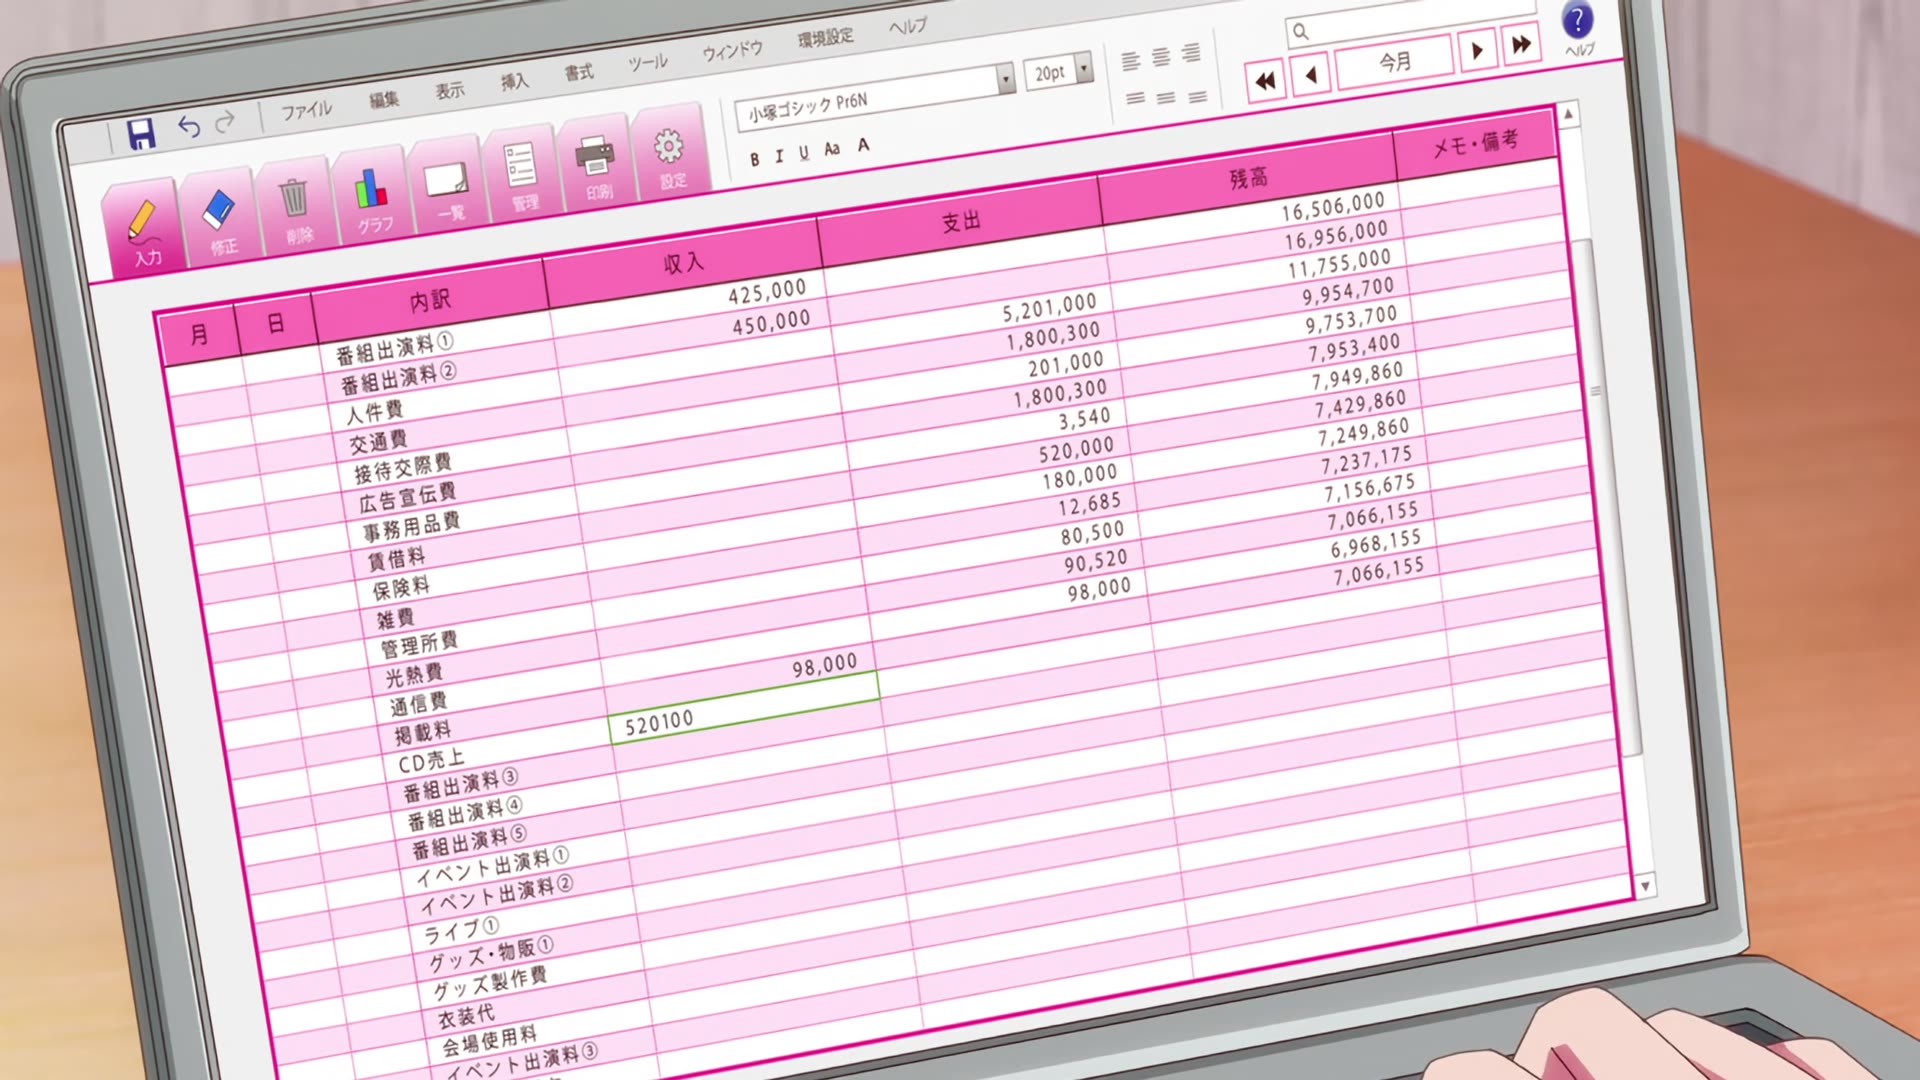 ファイル 編集 表示 挿入 書式 ツール ウィンドウ 環境設定 ヘルプ
入力 修正 削除 グラフ 一覧 管理 印刷 設定
小塚ゴシック Pr6N 20pt
B I U Aa A
今月
? ヘルプ
月 日 内訳 収入 支出 残高 メモ・備考
番組出演料① 425,000 16,506,000
番組出演料② 450,000 16,956,000
人件費 5,201,000 11,755,000
交通費 1,800,300 9,954,700
接待交際費 201,000 9,753,700
広告宣伝費 1,800,300 7,953,400
事務用品費 3,540 7,949,860
賃借料 520,000 7,429,860
保険料 180,000 7,249,860
雑費 12,685 7,237,175
管理所費 80,500 7,156,675
光熱費 90,520 7,066,155
通信費 98,000 6,968,155
掲載料 98,000 7,066,155
CD売上 520100
番組出演料③
番組出演料④
番組出演料⑤
イベント出演料①
イベント出演料②
ライブ①
グッズ・物販①
グッズ製作費
衣装代
会場使用料
イベント出演料③